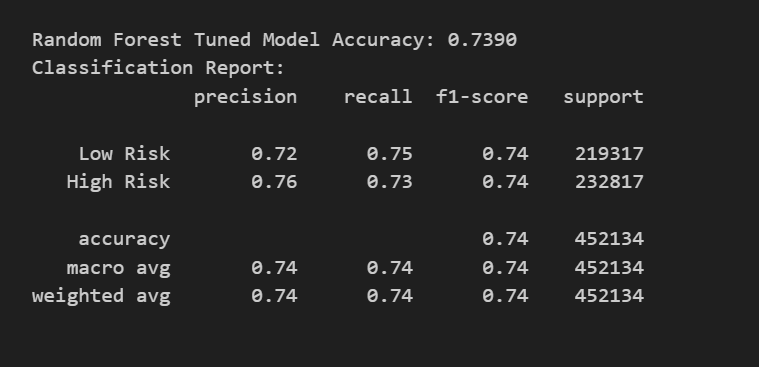 Random Forest Tuned Model Accuracy: 0.7390
Classification Report:
precision recall f1-score support
Low Risk 0.72 0.75 0.74 219317
High Risk 0.76 0.73 0.74 232817
accuracy 0.74 452134
macro avg 0.74 0.74 0.74 452134
weighted avg 0.74 0.74 0.74 452134